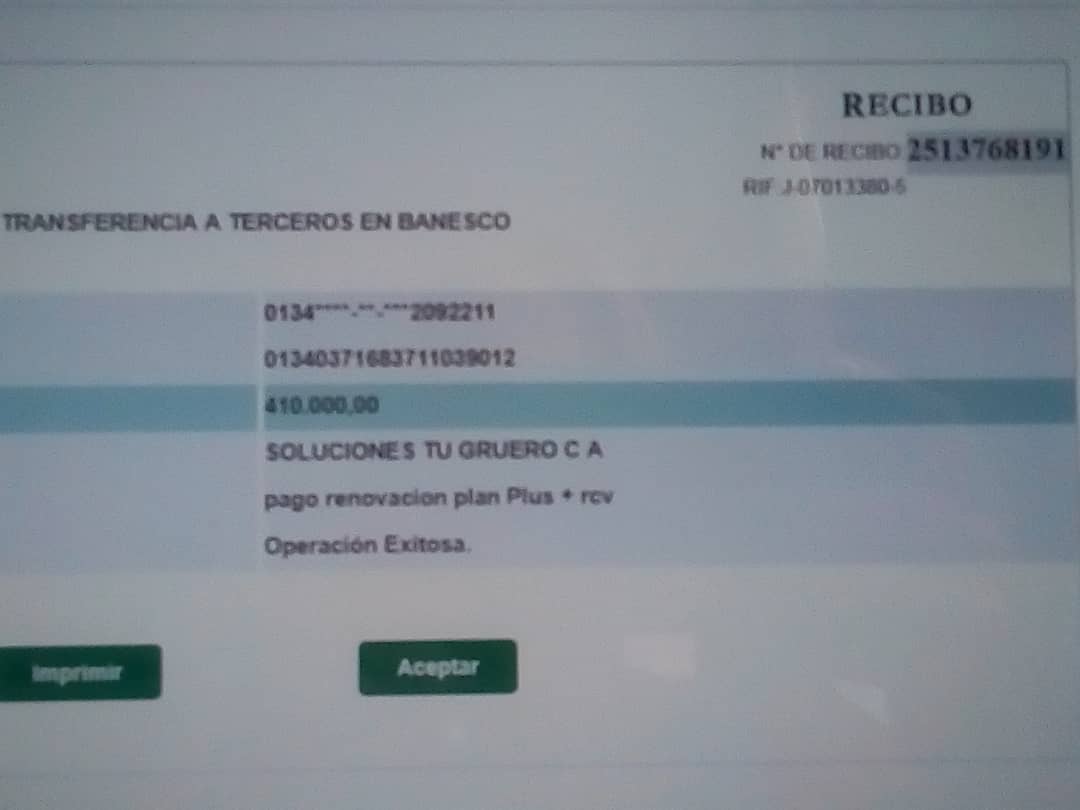 RECIBO
N° DE RECIBO 2513768191
RIF J-07013380-5
TRANSFERENCIA A TERCEROS EN BANESCO
0134****-**-***2092211
01340371683711039012
410.000,00
SOLUCIONES TU GRUERO C A
pago renovacion plan Plus + rcv
Operación Exitosa.
Imprimir
Aceptar